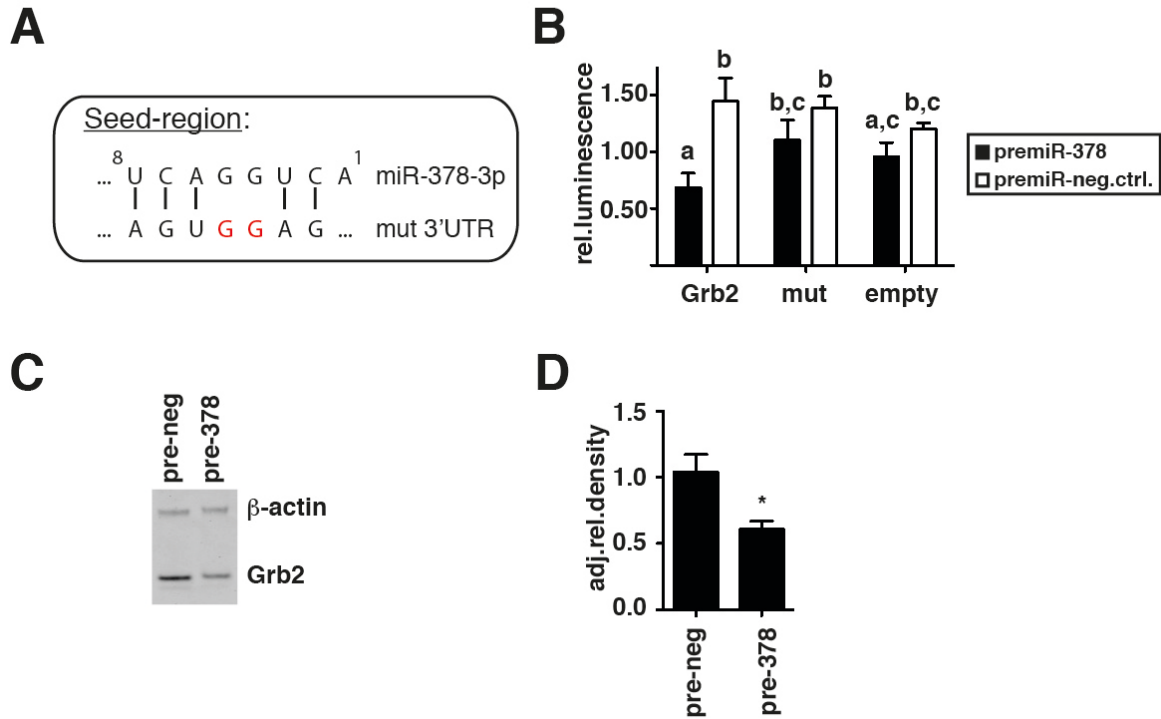 A
Seed-region:
8 1
... U C A G G U C A miR-378-3p
... A G U G G A G ... mut 3’UTR
B
rel.luminescence
1.50
1.00
0.50
a
b
b,c
b
a,c
b,c
Grb2 mut empty
premiR-378
premiR-neg.ctrl.
C
pre-neg
pre-378
β-actin
Grb2
D
adj.rel.density
1.5
1.0
0.5
0.0
*
pre-neg
pre-378